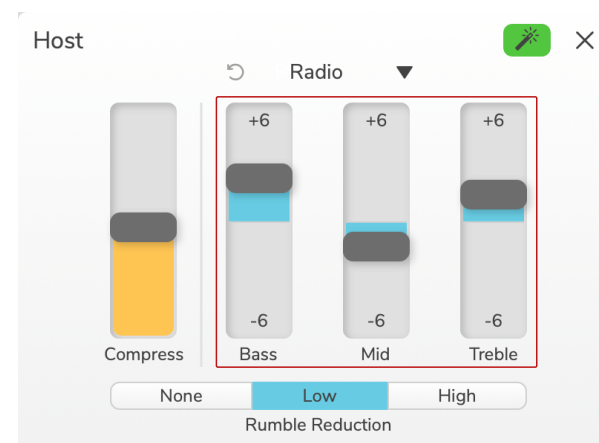 Host
Radio
+6 +6 +6
-6 -6 -6
Compress Bass Mid Treble
None Low High
Rumble Reduction